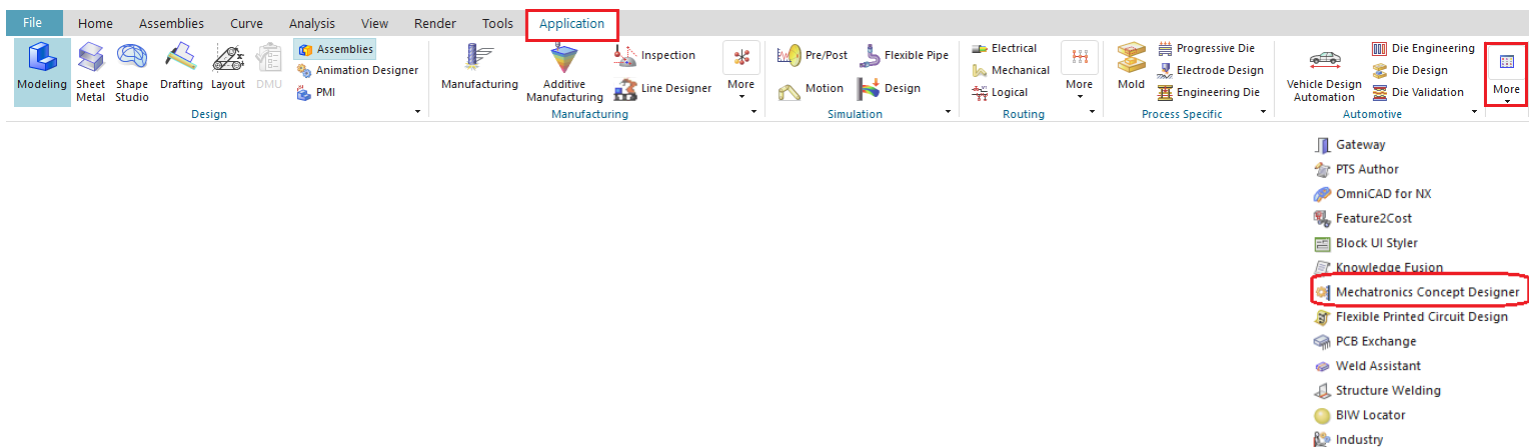 File Home Assemblies Curve Analysis View Render Tools Application
Modeling
Sheet Metal
Shape Studio
Drafting
Layout
DMU
Assemblies
Animation Designer
PMI
Design
Manufacturing
Additive Manufacturing
Inspection
Line Designer
More
Manufacturing
Pre/Post
Flexible Pipe
Motion
Design
Simulation
Electrical
Mechanical
Logical
More
Routing
Mold
Progressive Die
Electrode Design
Engineering Die
Process Specific
Vehicle Design Automation
Die Engineering
Die Design
Die Validation
Automotive
More
Gateway
PTS Author
OmniCAD for NX
Feature2Cost
Block UI Styler
Knowledge Fusion
Mechatronics Concept Designer
Flexible Printed Circuit Design
PCB Exchange
Weld Assistant
Structure Welding
BIW Locator
Industry